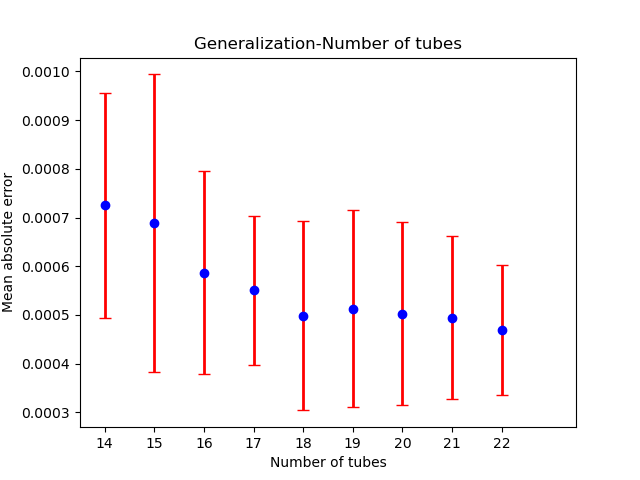 Generalization-Number of tubes
Mean absolute error
0.0010
0.0009
0.0008
0.0007
0.0006
0.0005
0.0004
0.0003
14 15 16 17 18 19 20 21 22
Number of tubes